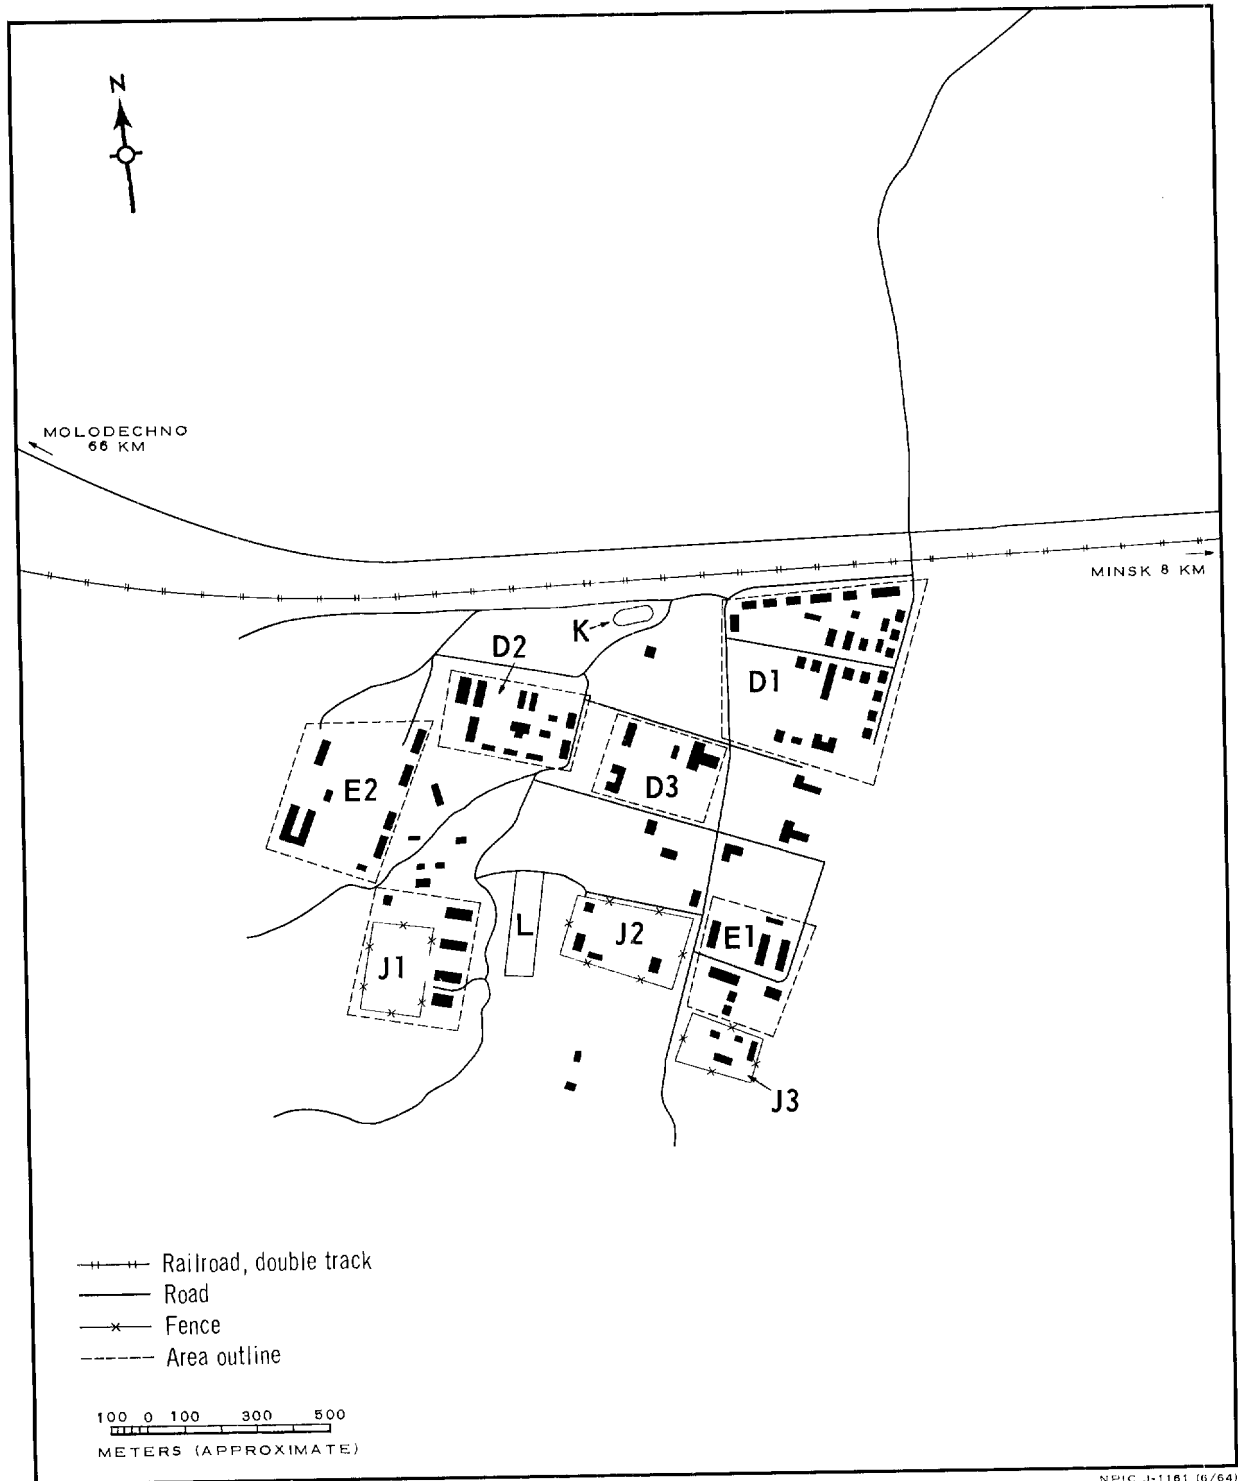 N
MOLODECHNO
66 KM
MINSK 8 KM
K
D2
D1
E2
D3
L
J2
E1
J1
J3
Railroad, double track
Road
Fence
Area outline
100 0 100 300 500
METERS (APPROXIMATE)
NPIC J-1161 (6/64)